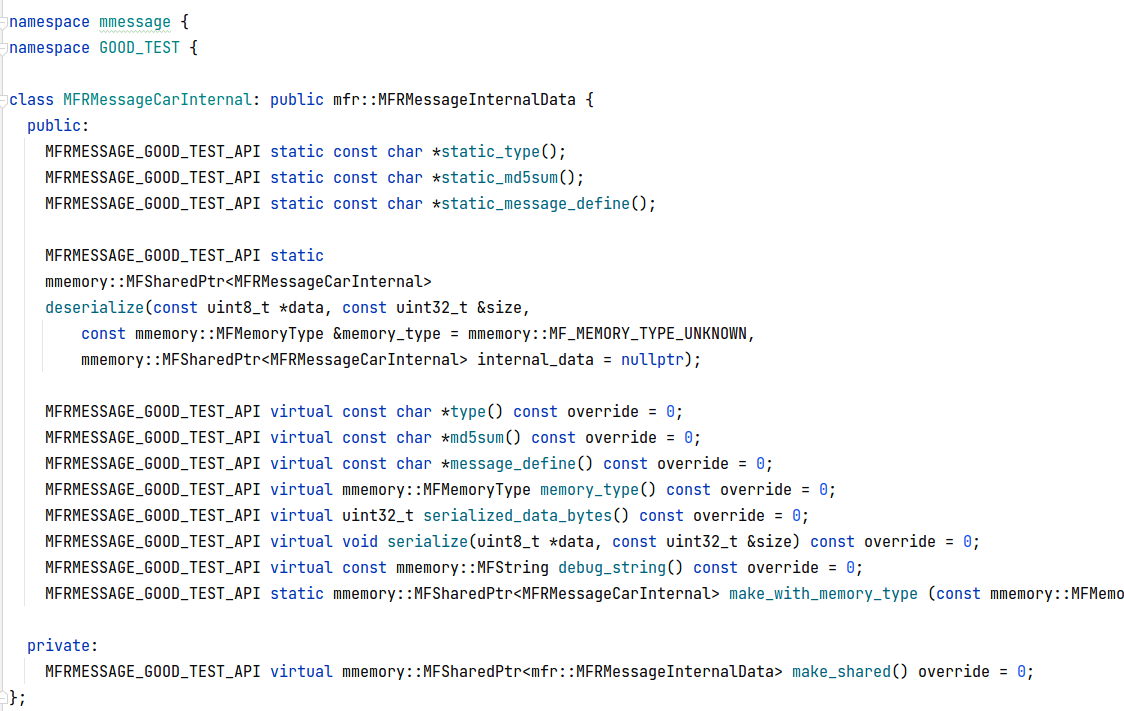 namespace mmessage {
namespace GOOD_TEST {
class MFRMessageCarInternal: public mfr::MFRMessageInternalData {
public:
MFRMESSAGE_GOOD_TEST_API static const char *static_type();
MFRMESSAGE_GOOD_TEST_API static const char *static_md5sum();
MFRMESSAGE_GOOD_TEST_API static const char *static_message_define();
MFRMESSAGE_GOOD_TEST_API static
mmemory::MFSharedPtr<MFRMessageCarInternal>
deserialize(const uint8_t *data, const uint32_t &size,
const mmemory::MFMemoryType &memory_type = mmemory::MF_MEMORY_TYPE_UNKNOWN,
mmemory::MFSharedPtr<MFRMessageCarInternal> internal_data = nullptr);
MFRMESSAGE_GOOD_TEST_API virtual const char *type() const override = 0;
MFRMESSAGE_GOOD_TEST_API virtual const char *md5sum() const override = 0;
MFRMESSAGE_GOOD_TEST_API virtual const char *message_define() const override = 0;
MFRMESSAGE_GOOD_TEST_API virtual mmemory::MFMemoryType memory_type() const override = 0;
MFRMESSAGE_GOOD_TEST_API virtual uint32_t serialized_data_bytes() const override = 0;
MFRMESSAGE_GOOD_TEST_API virtual void serialize(uint8_t *data, const uint32_t &size) const override = 0;
MFRMESSAGE_GOOD_TEST_API virtual const mmemory::MFString debug_string() const override = 0;
MFRMESSAGE_GOOD_TEST_API static mmemory::MFSharedPtr<MFRMessageCarInternal> make_with_memory_type (const mmemory::MFMemo
private:
MFRMESSAGE_GOOD_TEST_API virtual mmemory::MFSharedPtr<mfr::MFRMessageInternalData> make_shared() override = 0;
};